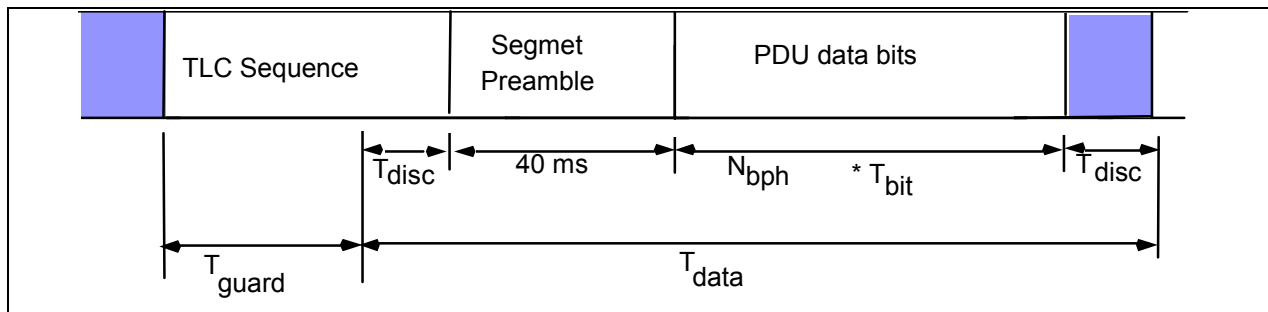 TLC Sequence
Segmet
Preamble
PDU data bits
Tdisc
40 ms
Nbph * Tbit
Tdisc
Tguard
Tdata